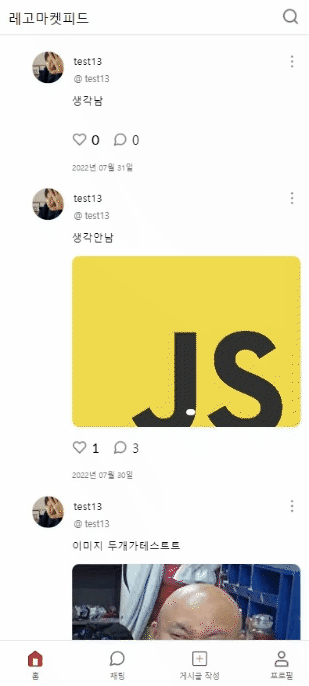 레고마켓피드
test13
@ test13
생각남
0 0
2022년 07월 31일
test13
@ test13
생각안남
JS
1 3
2022년 07월 30일
test13
@ test13
이미지 두개가테스트트
홈 채팅 게시글 작성 프로필